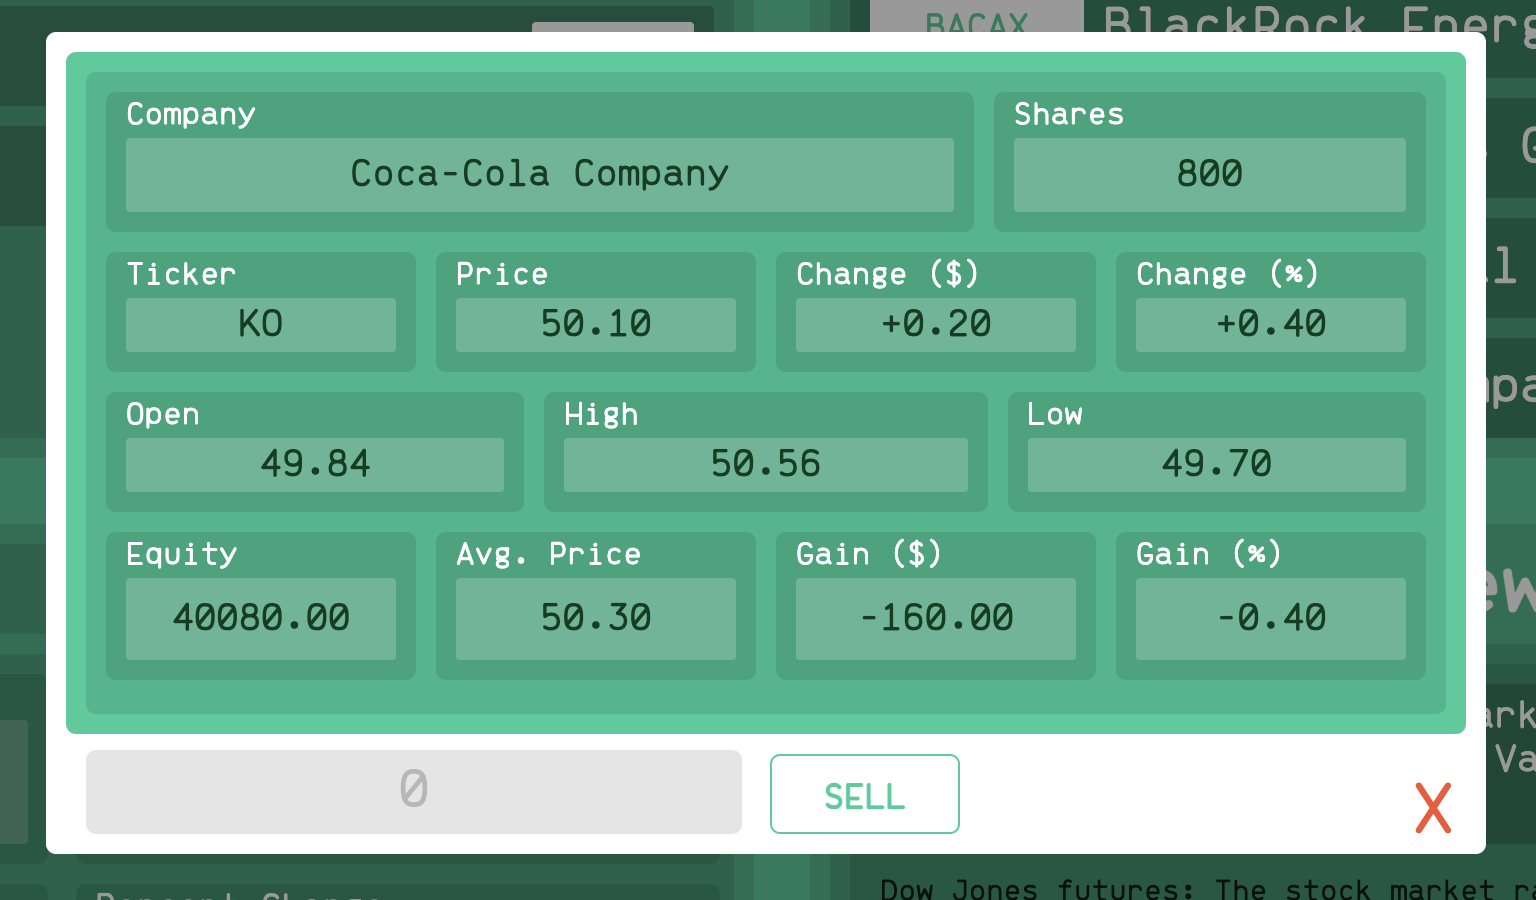 BACAX BlackRock Energ
Company Shares
Coca-Cola Company 800
Ticker Price Change ($) Change (%)
KO 50.10 +0.20 +0.40
Open High Low
49.84 50.56 49.70
Equity Avg. Price Gain ($) Gain (%)
40080.00 50.30 -160.00 -0.40
0 SELL X
Percent Change
Dow Jones futures: The stock market ra